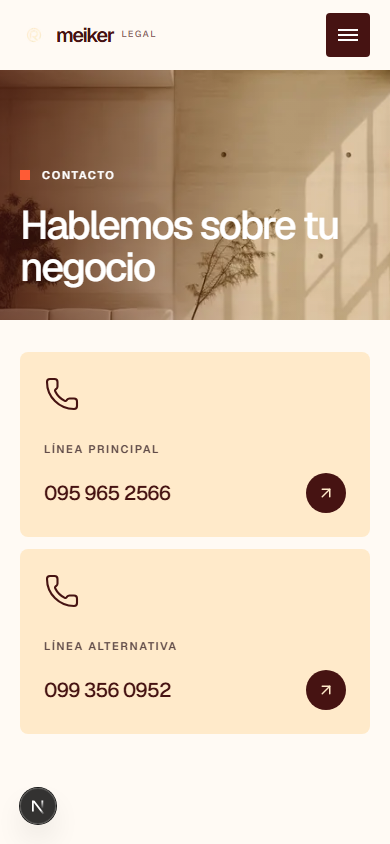 meiker LEGAL
CONTACTO
Hablemos sobre tu
negocio
LÍNEA PRINCIPAL
095 965 2566
LÍNEA ALTERNATIVA
099 356 0952
N